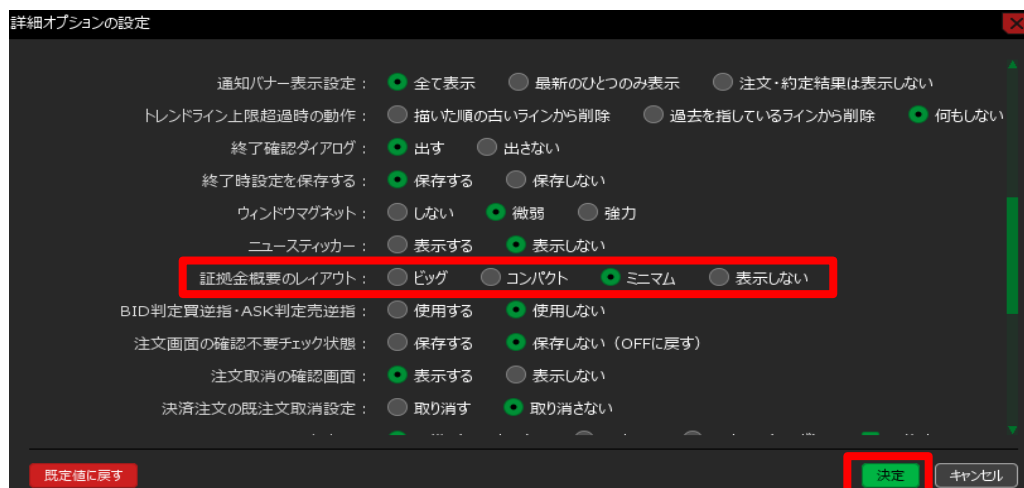 詳細オプションの設定
通知バナー表示設定： 全て表示 最新のひとつのみ表示 注文・約定結果は表示しない
トレンドライン上限超過時の動作： 描いた順の古いラインから削除 過去を指しているラインから削除 何もしない
終了確認ダイアログ： 出す 出さない
終了時設定を保存する： 保存する 保存しない
ウィンドウマグネット： しない 微弱 強力
ニュースティッカー： 表示する 表示しない
証拠金概要のレイアウト： ビッグ コンパクト ミニマム 表示しない
BID判定買逆指・ASK判定売逆指： 使用する 使用しない
注文画面の確認不要チェック状態： 保存する 保存しない（OFFに戻す）
注文取消の確認画面： 表示する 表示しない
決済注文の既注文取消設定： 取り消す 取り消さない
既定値に戻す 決定 キャンセル